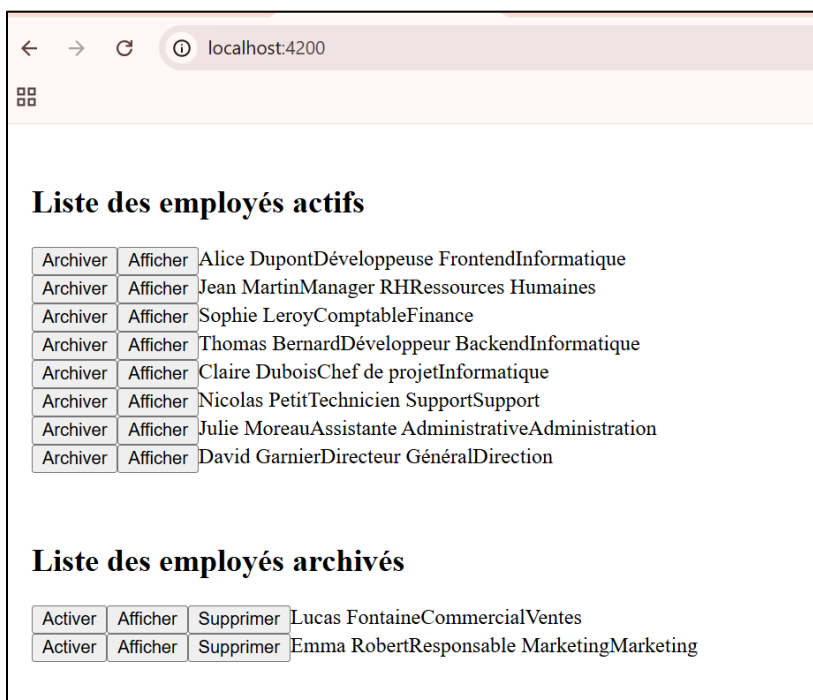 localhost:4200
Liste des employés actifs
Archiver Afficher Alice DupontDéveloppeuse FrontendInformatique
Archiver Afficher Jean MartinManager RHRessources Humaines
Archiver Afficher Sophie LeroyComptableFinance
Archiver Afficher Thomas BernardDéveloppeur BackendInformatique
Archiver Afficher Claire DuboisChef de projetInformatique
Archiver Afficher Nicolas PetitTechnicien SupportSupport
Archiver Afficher Julie MoreauAssistante AdministrativeAdministration
Archiver Afficher David GarnierDirecteur GénéralDirection
Liste des employés archivés
Activer Afficher Supprimer Lucas FontaineCommercialVentes
Activer Afficher Supprimer Emma RobertResponsable MarketingMarketing